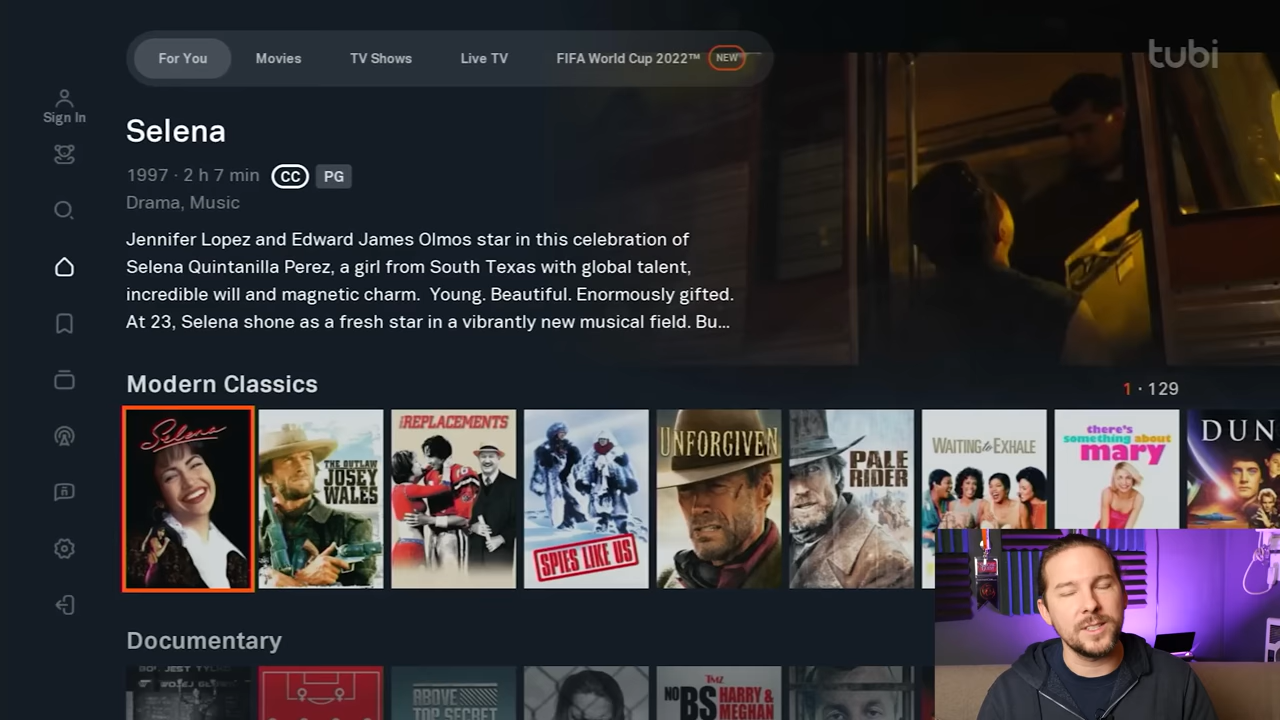 For You
Movies
TV Shows
Live TV
FIFA World Cup 2022™
NEW
tubi
Sign In
Selena
1997 · 2 h 7 min
CC
PG
Drama, Music
Jennifer Lopez and Edward James Olmos star in this celebration of
Selena Quintanilla Perez, a girl from South Texas with global talent,
incredible will and magnetic charm.  Young. Beautiful. Enormously gifted.
At 23, Selena shone as a fresh star in a vibrantly new musical field. Bu...
Modern Classics
1 · 129
Selena
THE OUTLAW
JOSEY
WALES
THE REPLACEMENTS
SPIES LIKE US
UNFORGIVEN
PALE
RIDER
WAITING to EXHALE
there's
something about
mary
DUN
Documentary
ABOVE
TOP SECRET
TMZ
NO BS
HARRY &
MEGHAN